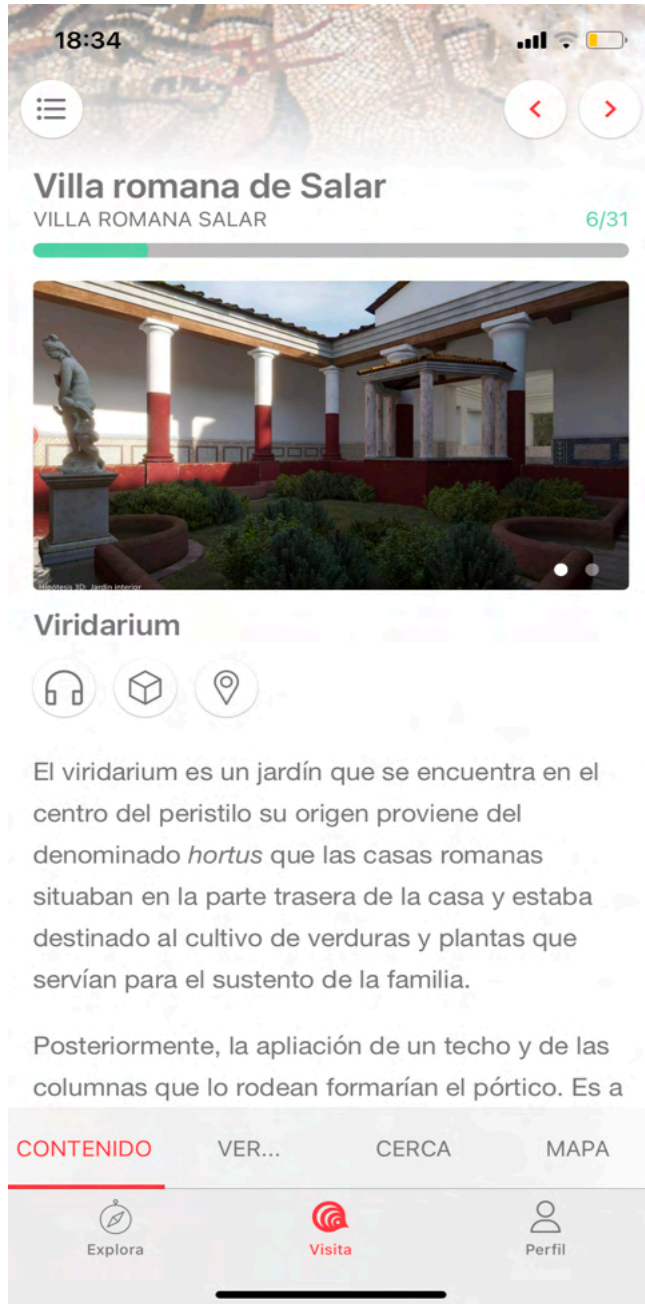 18:34
Villa romana de Salar
VILLA ROMANA SALAR
6/31
Hipótesis 3D: Jardín interior
Viridarium
El viridarium es un jardín que se encuentra en el
centro del peristilo su origen proviene del
denominado hortus que las casas romanas
situaban en la parte trasera de la casa y estaba
destinado al cultivo de verduras y plantas que
servían para el sustento de la familia.
Posteriormente, la apliación de un techo y de las
columnas que lo rodean formarían el pórtico. Es a
CONTENIDO
VER...
CERCA
MAPA
Explora
Visita
Perfil